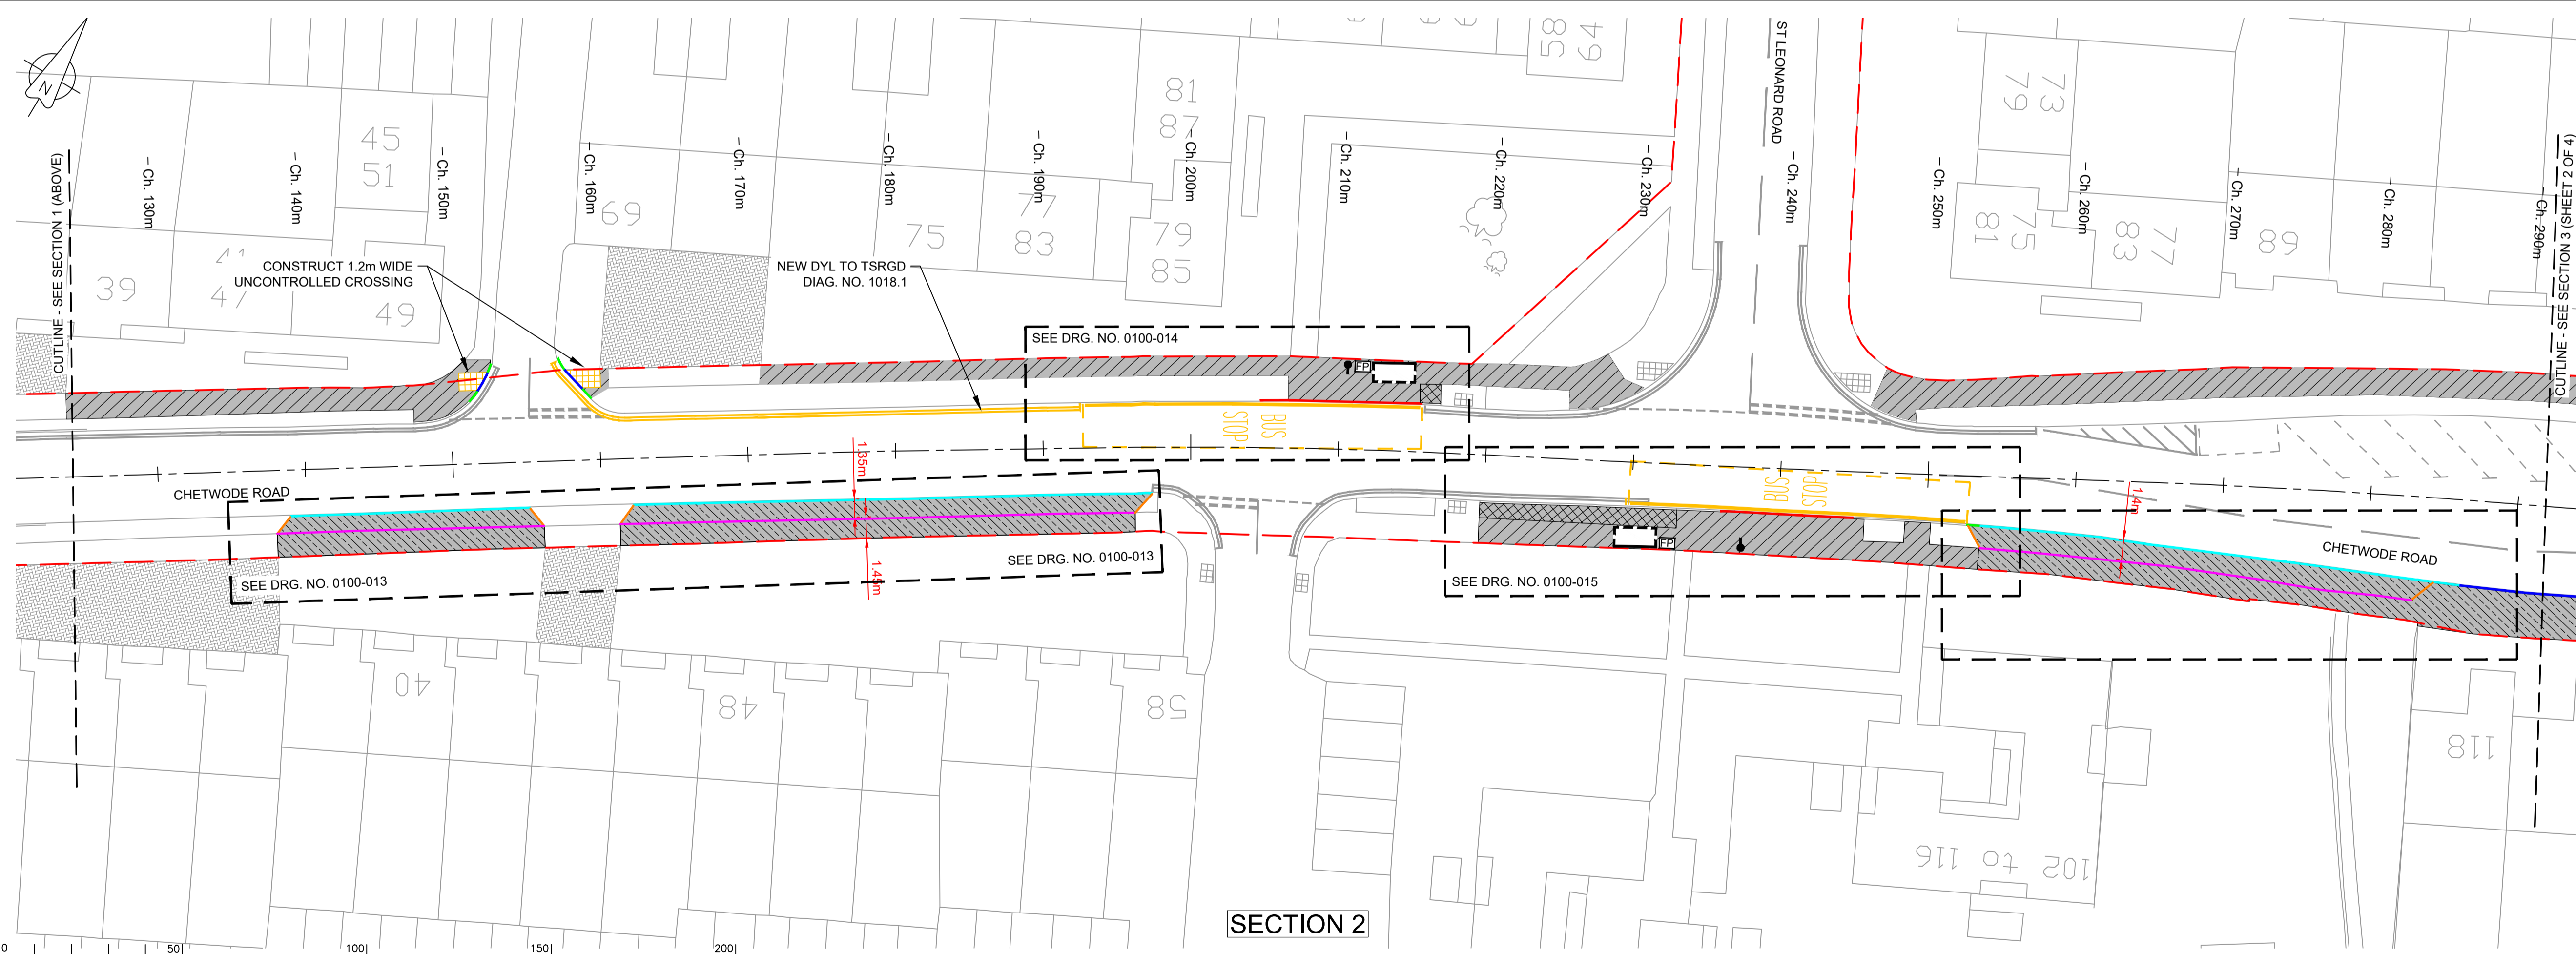 N
CUTLINE - SEE SECTION 1 (ABOVE)
Ch. 130m
Ch. 140m
Ch. 150m
Ch. 160m
Ch. 170m
Ch. 180m
Ch. 190m
Ch. 200m
Ch. 210m
Ch. 220m
Ch. 230m
Ch. 240m
Ch. 250m
Ch. 260m
Ch. 270m
Ch. 280m
Ch. 290m
ST LEONARD ROAD
CUTLINE - SEE SECTION 3 (SHEET 2 OF 4)
58
64
45
51
39
47
49
69
75
77
83
81
87
79
85
73
79
75
81
77
83
89
CONSTRUCT 1.2m WIDE
UNCONTROLLED CROSSING
NEW DYL TO TSRGD
DIAG. NO. 1018.1
SEE DRG. NO. 0100-014
FP
BUS
STOP
1.35m
CHETWODE ROAD
SEE DRG. NO. 0100-013
SEE DRG. NO. 0100-013
1.45m
BUS
STOP
FP
SEE DRG. NO. 0100-015
1.4m
CHETWODE ROAD
40
48
58
118
102 to 116
SECTION 2
0
50
100
150
200